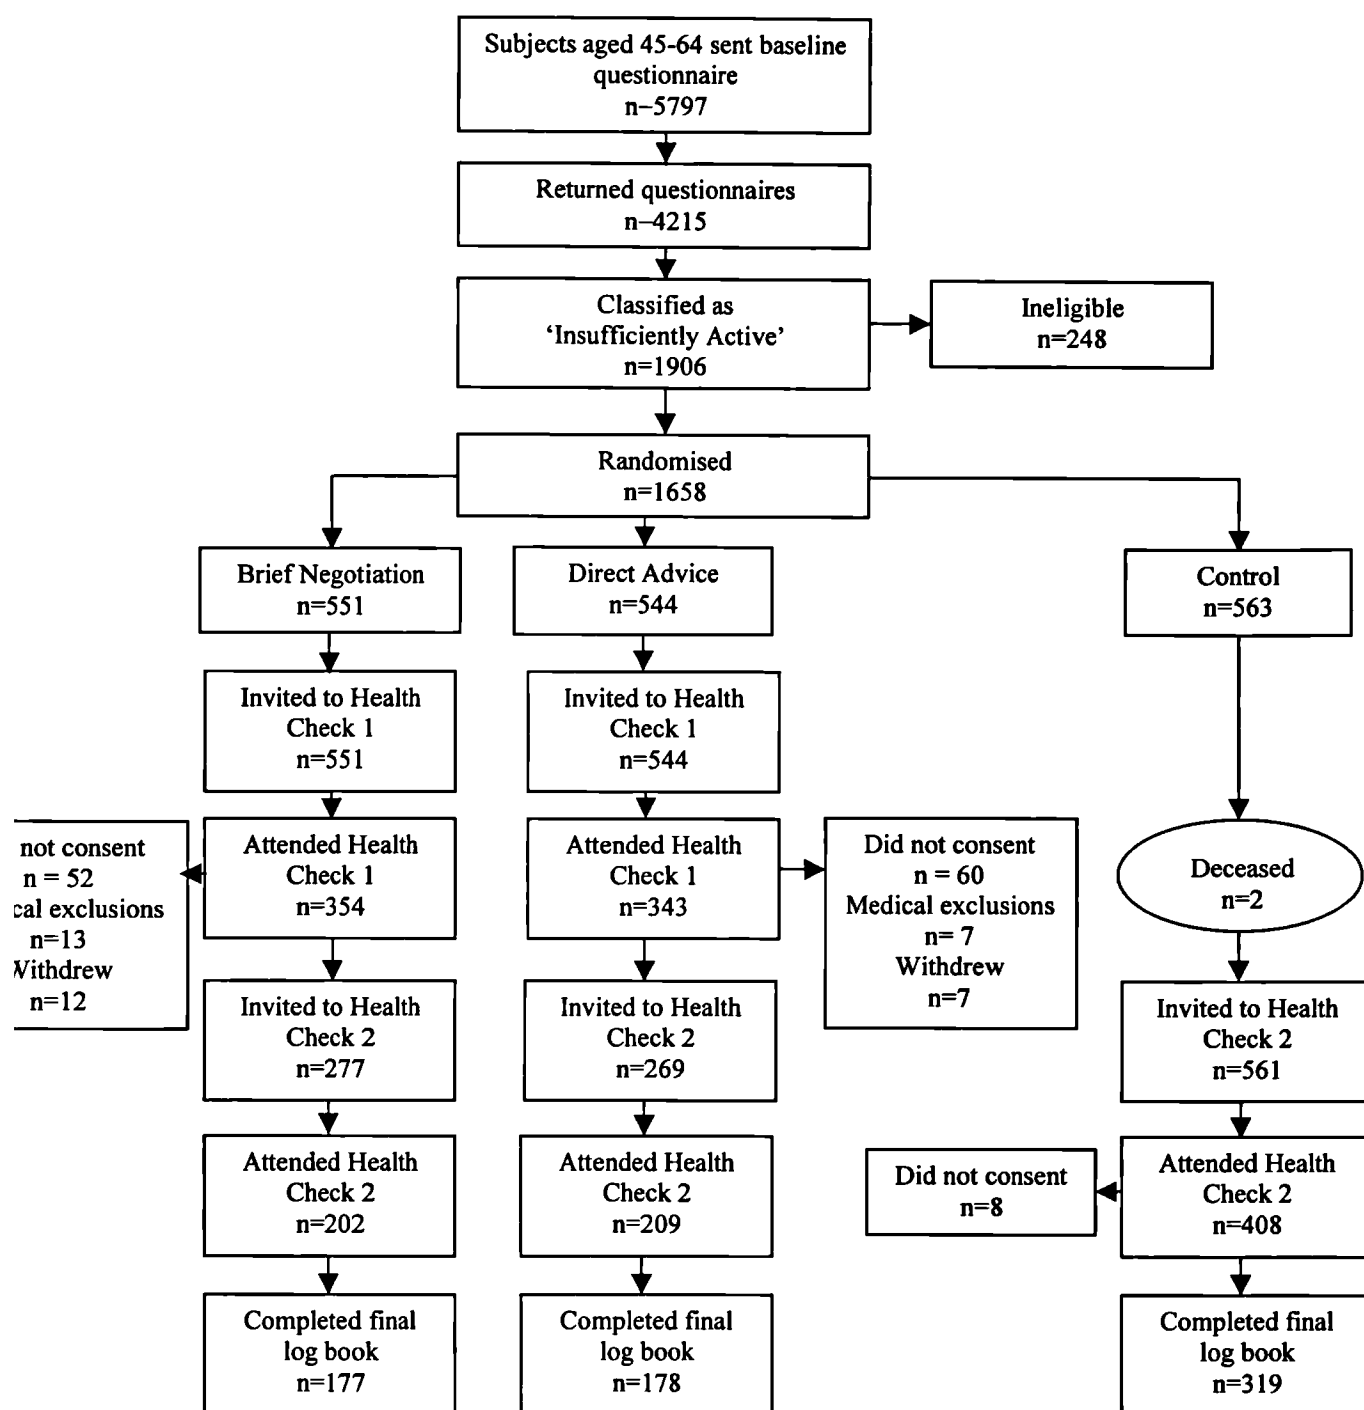 Subjects aged 45-64 sent baseline
questionnaire
n–5797
Returned questionnaires
n–4215
Classified as
‘Insufficiently Active’
n=1906
Ineligible
n=248
Randomised
n=1658
Brief Negotiation
n=551
Direct Advice
n=544
Control
n=563
Invited to Health
Check 1
n=551
Invited to Health
Check 1
n=544
not consent
n = 52
cal exclusions
n=13
Withdrew
n=12
Attended Health
Check 1
n=354
Attended Health
Check 1
n=343
Did not consent
n = 60
Medical exclusions
n= 7
Withdrew
n=7
Deceased
n=2
Invited to Health
Check 2
n=277
Invited to Health
Check 2
n=269
Invited to Health
Check 2
n=561
Attended Health
Check 2
n=202
Attended Health
Check 2
n=209
Did not consent
n=8
Attended Health
Check 2
n=408
Completed final
log book
n=177
Completed final
log book
n=178
Completed final
log book
n=319